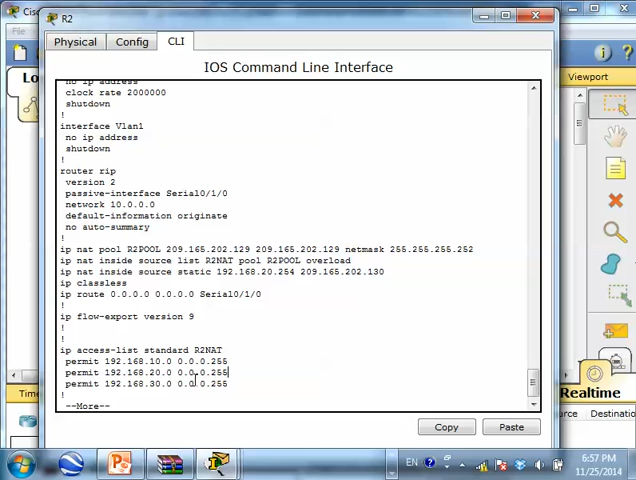 Cisc
R2
File
Physical
Config
CLI
IOS Command Line Interface
Lo
Viewport
no ip address
clock rate 2000000
shutdown
!
interface Vlan1
no ip address
shutdown
!
router rip
version 2
passive-interface Serial0/1/0
network 10.0.0.0
default-information originate
no auto-summary
!
ip nat pool R2POOL 209.165.202.129 209.165.202.129 netmask 255.255.255.252
ip nat inside source list R2NAT pool R2POOL overload
ip nat inside source static 192.168.20.254 209.165.202.130
ip classless
ip route 0.0.0.0 0.0.0.0 Serial0/1/0
!
ip flow-export version 9
!
!
ip access-list standard R2NAT
permit 192.168.10.0 0.0.0.255
permit 192.168.20.0 0.0.0.255
permit 192.168.30.0 0.0.0.255
!
--More--
Time
Realtime
Copy
Paste
ource
Destinatio
EN
6:57 PM
11/25/2014